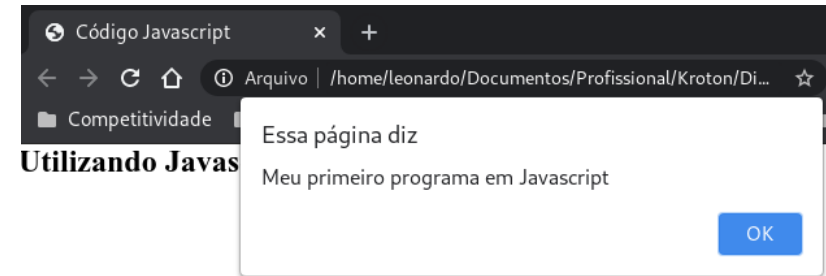 Código Javascript
Arquivo | /home/leonardo/Documentos/Profissional/Kroton/Di...
Competitividade
Essa página diz
Utilizando Javas
Meu primeiro programa em Javascript
OK